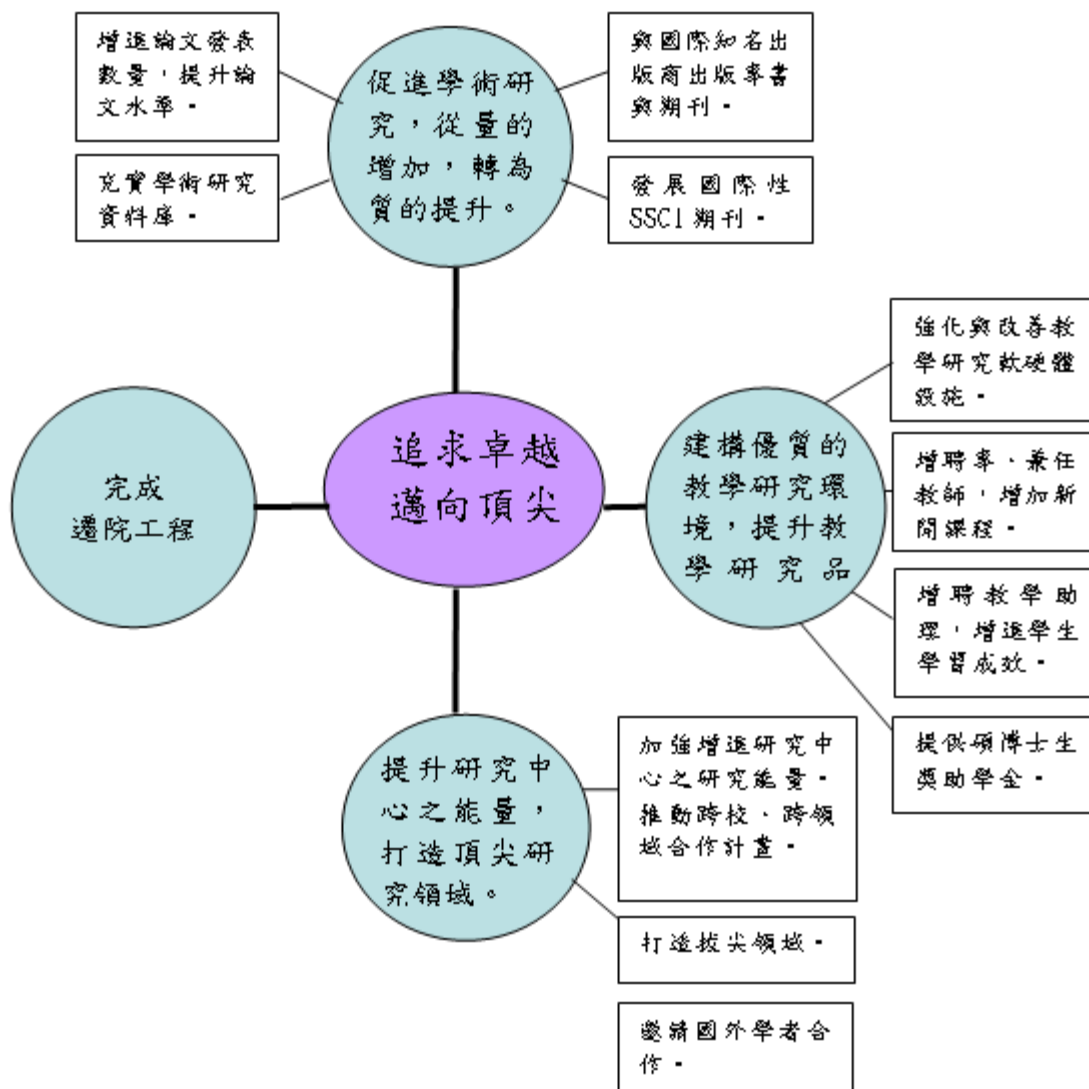 增進論文發表
數量，提升論
文水準。
充實學術研究
資料庫。
促進學術研
究，從量的
增加，轉為
質的提升。
與國際知名出
版商出版專書
與期刊。
發展國際性
SSCI期刊。
完成
遷院工程
追求卓越
邁向頂尖
建構優質的
教學研究環
境，提升教
學研究品
強化與改善教
學研究軟硬體
設施。
增聘專、兼任
教師，增加新
開課程。
增聘教學助
理，增進學生
學習成效。
提供碩博士生
獎助學金。
提升研究中
心之能量，
打造頂尖研
究領域。
加強增進研究中
心之研究能量。
推動跨校、跨領
域合作計畫。
打造拔尖領域。
邀請國外學者合
作。